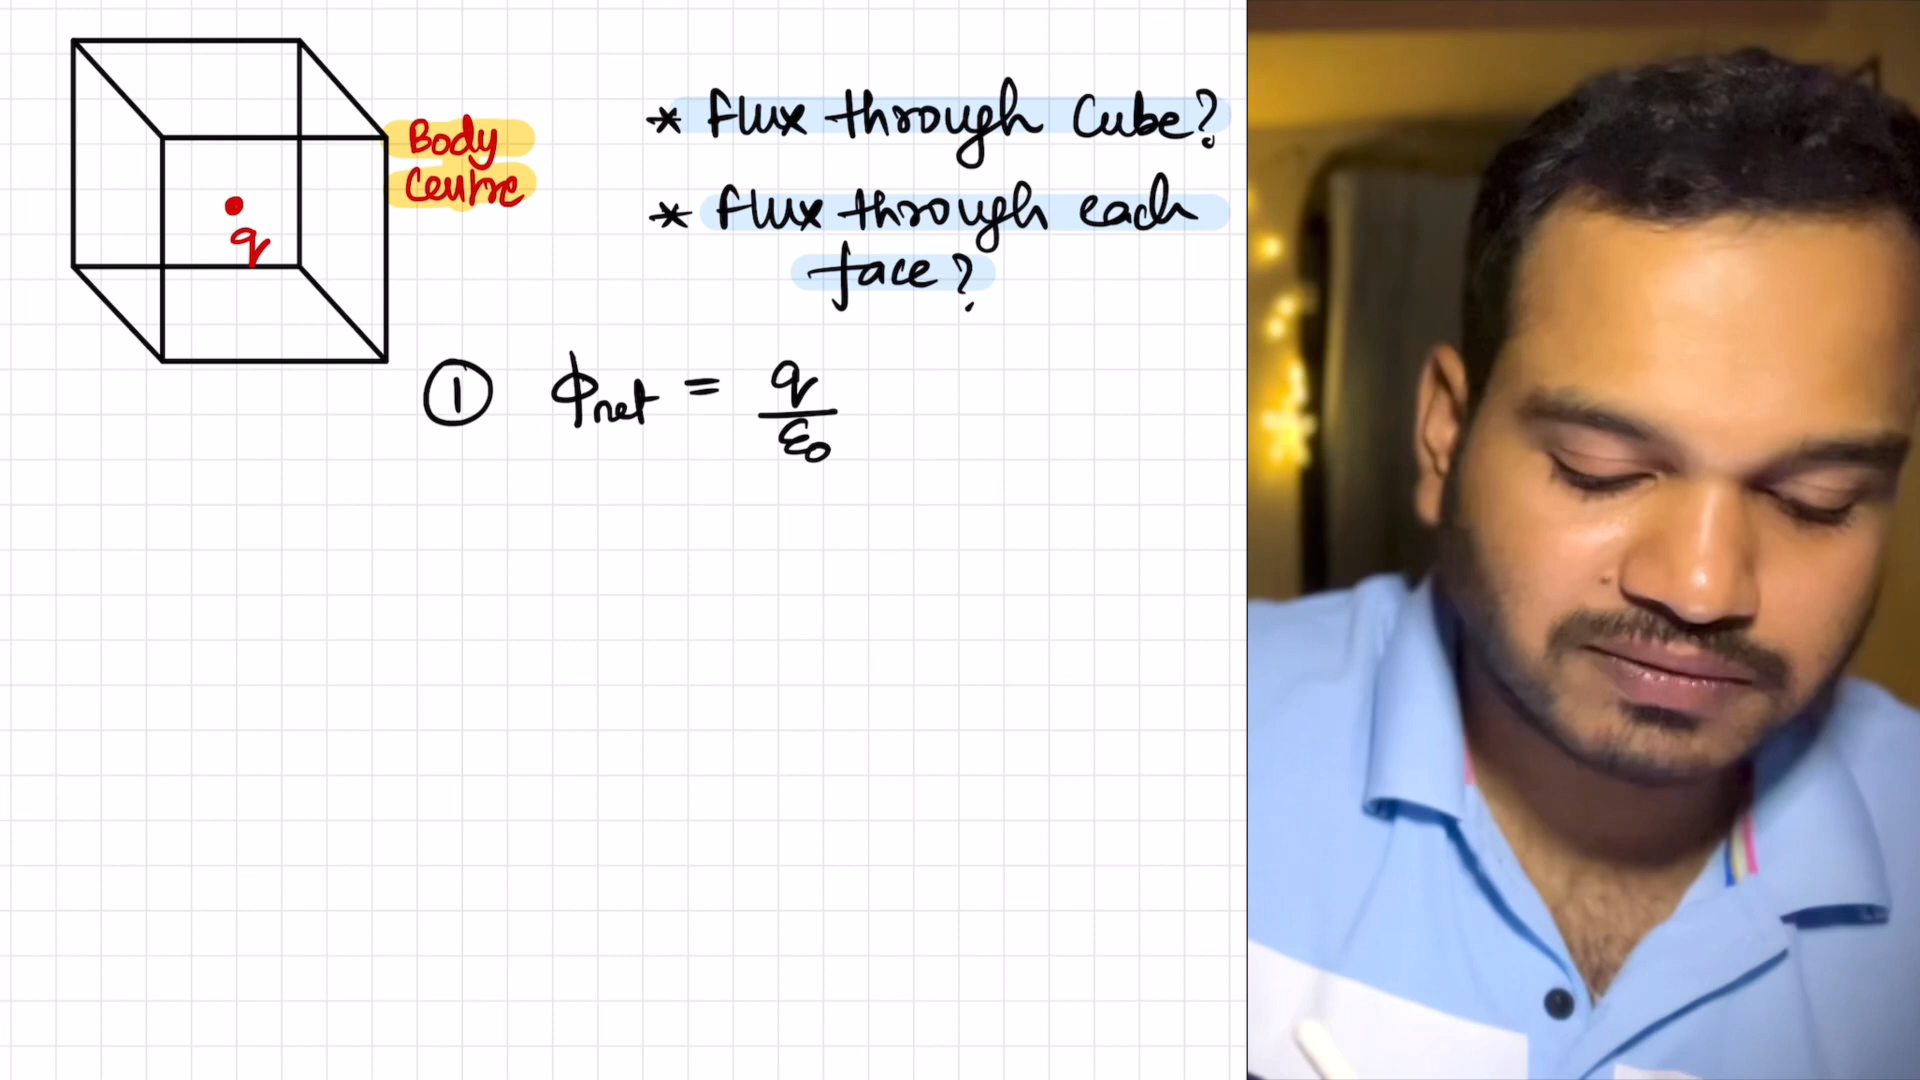 Body
Centre
q
* flux through Cube?
* flux through each
face?
① ϕnet = q/ε₀